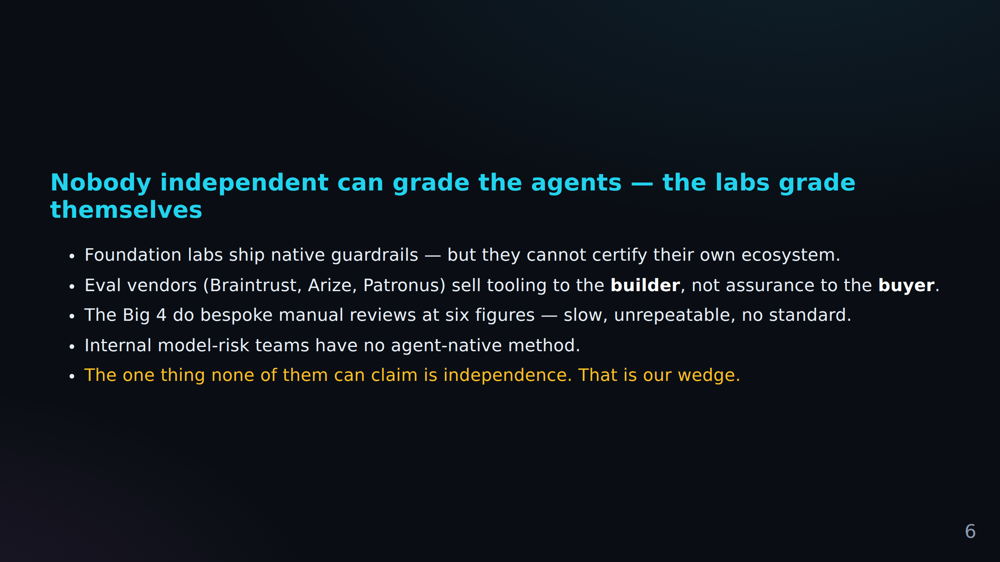 Nobody independent can grade the agents — the labs grade
themselves
• Foundation labs ship native guardrails — but they cannot certify their own ecosystem.
• Eval vendors (Braintrust, Arize, Patronus) sell tooling to the builder, not assurance to the buyer.
• The Big 4 do bespoke manual reviews at six figures — slow, unrepeatable, no standard.
• Internal model-risk teams have no agent-native method.
• The one thing none of them can claim is independence. That is our wedge.
6